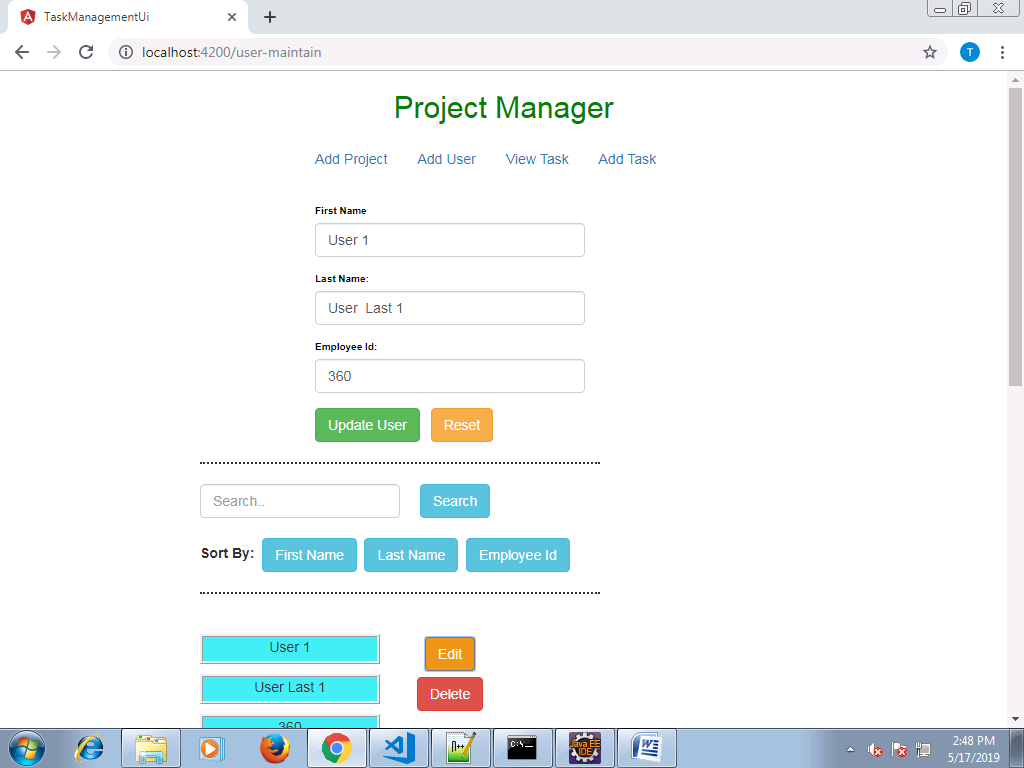 TaskManagementUi
localhost:4200/user-maintain
T
Project Manager
Add Project Add User View Task Add Task
First Name
User 1
Last Name:
User  Last 1
Employee Id:
360
Update User Reset
Search.. Search
Sort By: First Name Last Name Employee Id
User 1 Edit
User Last 1 Delete
360
2:48 PM
5/17/2019